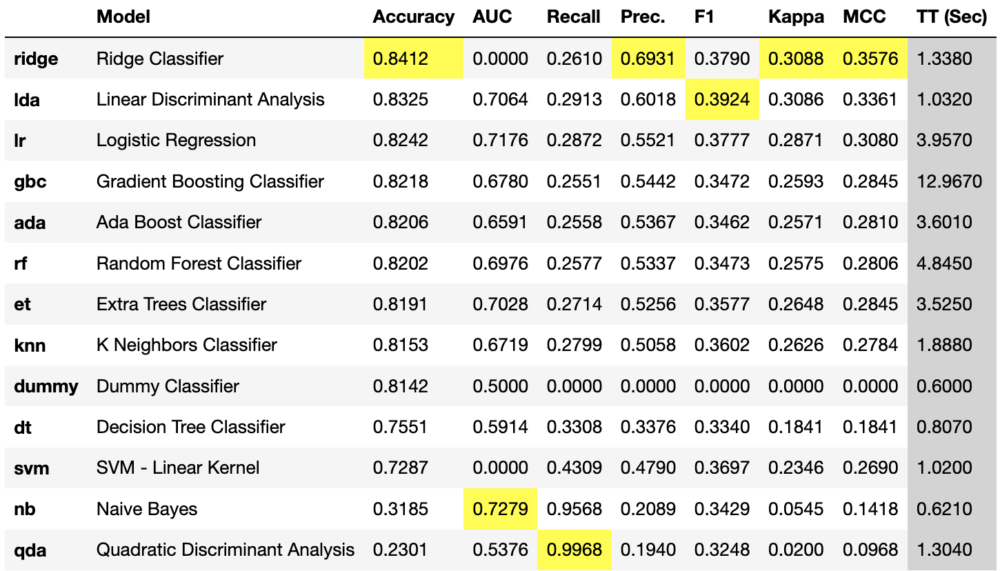 Model Accuracy AUC Recall Prec. F1 Kappa MCC TT (Sec)
ridge Ridge Classifier 0.8412 0.0000 0.2610 0.6931 0.3790 0.3088 0.3576 1.3380
lda Linear Discriminant Analysis 0.8325 0.7064 0.2913 0.6018 0.3924 0.3086 0.3361 1.0320
lr Logistic Regression 0.8242 0.7176 0.2872 0.5521 0.3777 0.2871 0.3080 3.9570
gbc Gradient Boosting Classifier 0.8218 0.6780 0.2551 0.5442 0.3472 0.2593 0.2845 12.9670
ada Ada Boost Classifier 0.8206 0.6591 0.2558 0.5367 0.3462 0.2571 0.2810 3.6010
rf Random Forest Classifier 0.8202 0.6976 0.2577 0.5337 0.3473 0.2575 0.2806 4.8450
et Extra Trees Classifier 0.8191 0.7028 0.2714 0.5256 0.3577 0.2648 0.2845 3.5250
knn K Neighbors Classifier 0.8153 0.6719 0.2799 0.5058 0.3602 0.2626 0.2784 1.8880
dummy Dummy Classifier 0.8142 0.5000 0.0000 0.0000 0.0000 0.0000 0.0000 0.6000
dt Decision Tree Classifier 0.7551 0.5914 0.3308 0.3376 0.3340 0.1841 0.1841 0.8070
svm SVM - Linear Kernel 0.7287 0.0000 0.4309 0.4790 0.3697 0.2346 0.2690 1.0200
nb Naive Bayes 0.3185 0.7279 0.9568 0.2089 0.3429 0.0545 0.1418 0.6210
qda Quadratic Discriminant Analysis 0.2301 0.5376 0.9968 0.1940 0.3248 0.0200 0.0968 1.3040